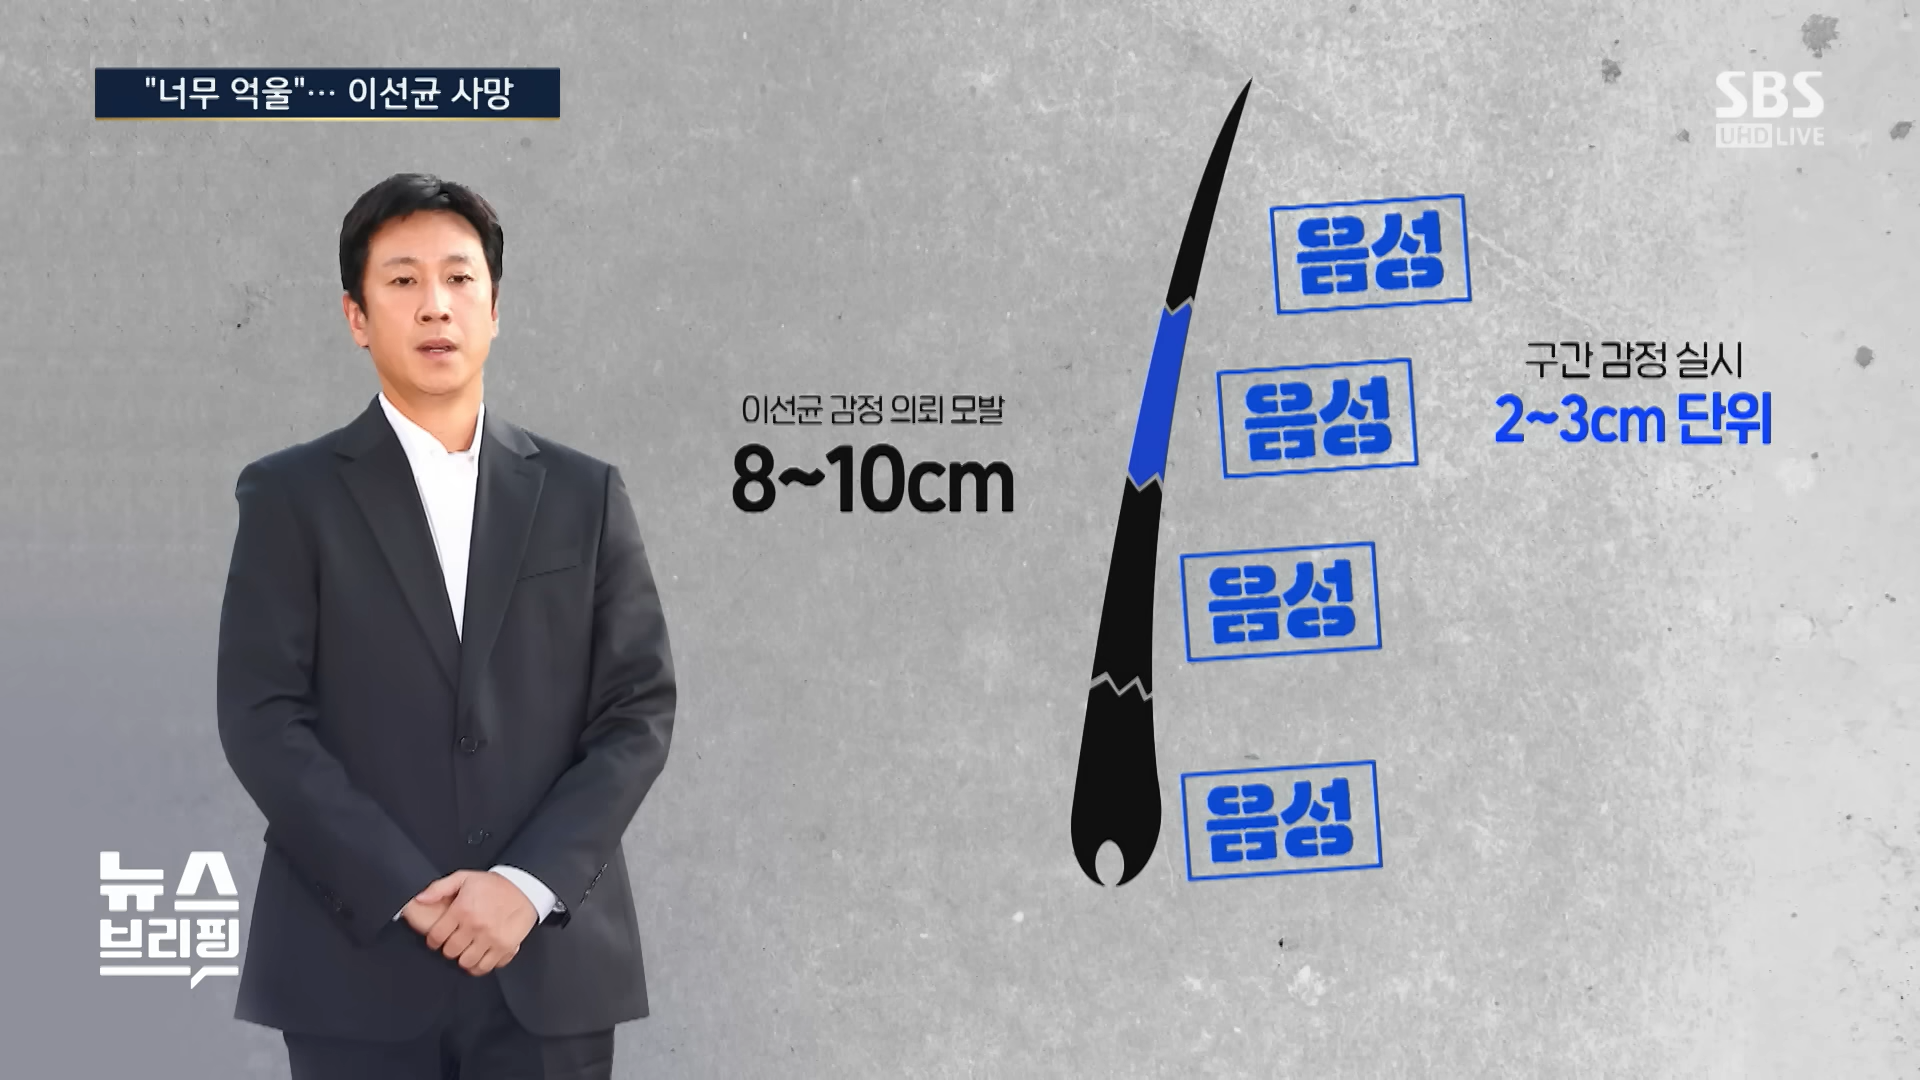 "너무 억울"… 이선균 사망
SBS
UHD LIVE
음성
구간 감정 실시
2~3cm 단위
음성
이선균 감정 의뢰 모발
8~10cm
음성
음성
뉴스
브리핑